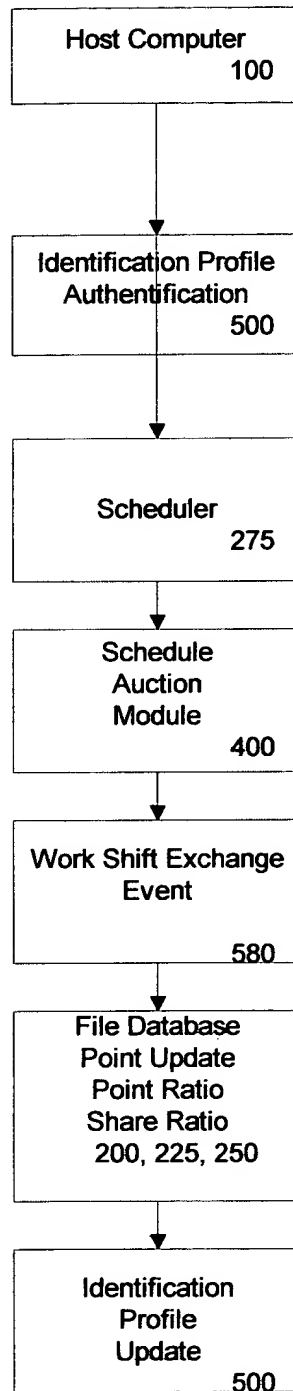 Host Computer
100
Identification Profile
Authentification
500
Scheduler
275
Schedule
Auction
Module
400
Work Shift Exchange
Event
580
File Database
Point Update
Point Ratio
Share Ratio
200, 225, 250
Identification
Profile
Update
500